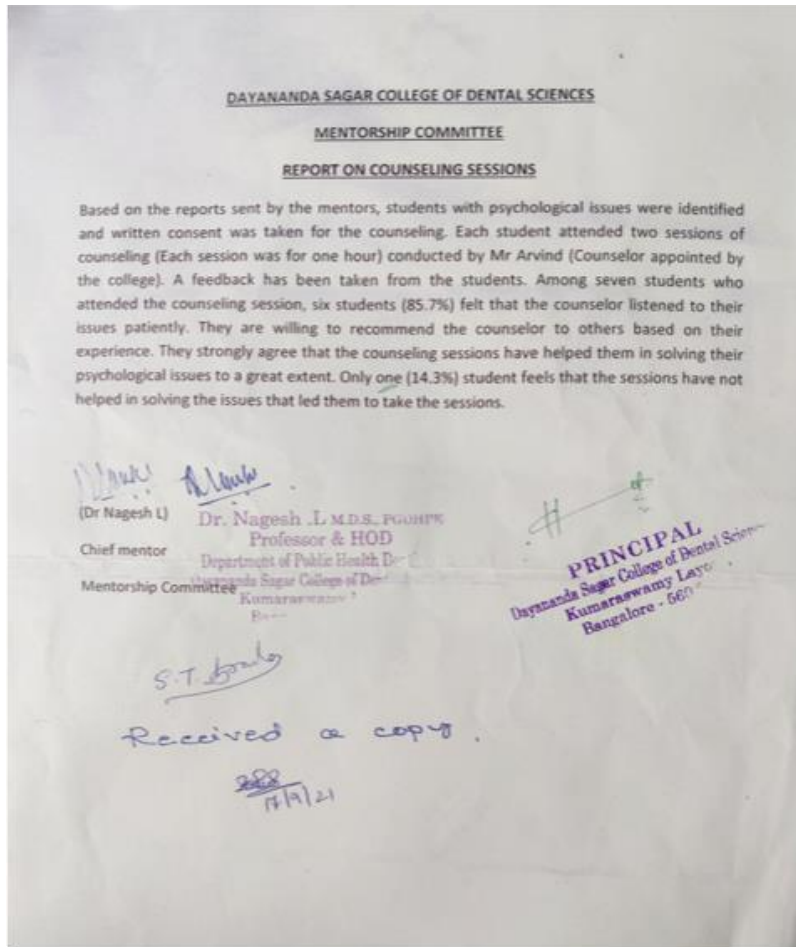 DAYANANDA SAGAR COLLEGE OF DENTAL SCIENCES
MENTORSHIP COMMITTEE
REPORT ON COUNSELING SESSIONS
Based on the reports sent by the mentors, students with psychological issues were identified
and written consent was taken for the counseling. Each student attended two sessions of
counseling (Each session was for one hour) conducted by Mr Arvind (Counselor appointed by
the college). A feedback has been taken from the students. Among seven students who
attended the counseling session, six students (85.7%) felt that the counselor listened to their
issues patiently. They are willing to recommend the counselor to others based on their
experience. They strongly agree that the counseling sessions have helped them in solving their
psychological issues to a great extent. Only one (14.3%) student feels that the sessions have not
helped in solving the issues that led them to take the sessions.
(Dr Nagesh L)
Chief mentor
Mentorship Committee
Dr. Nagesh .L M.D.S., PGDHPE
Professor & HOD
Department of Public Health
Sagar College of
Kumaraswamy
PRINCIPAL
Dayananda Sagar College of Dental
Kumaraswamy
Bangalore - 560
S.T.
Received a copy.
17/9/21